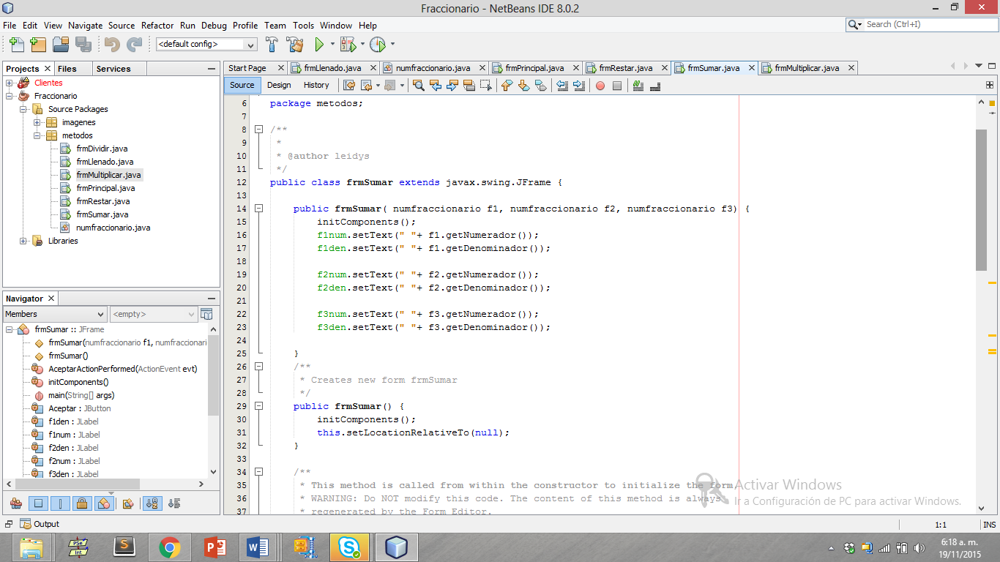 Fraccionario - NetBeans IDE 8.0.2
File Edit View Navigate Source Refactor Run Debug Profile Team Tools Window Help
Search (Ctrl+I)
<default config>
Projects Files Services
Clientes
Fraccionario
Source Packages
imagenes
metodos
frmDividir.java
frmLlenado.java
frmMultiplicar.java
frmPrincipal.java
frmRestar.java
frmSumar.java
numfraccionario.java
Libraries
Navigator
Members <empty>
frmSumar :: JFrame
frmSumar(numfraccionario f1, numfraccionari
frmSumar()
AceptarActionPerformed(ActionEvent evt)
initComponents()
main(String[] args)
Aceptar : JButton
f1den : JLabel
f1num : JLabel
f2den : JLabel
f2num : JLabel
f3den : JLabel
Start Page frmLlenado.java numfraccionario.java frmPrincipal.java frmRestar.java frmSumar.java frmMultiplicar.java
Source Design History
6 package metodos;
7
8 /**
9 *
10 * @author leidys
11 */
12 public class frmSumar extends javax.swing.JFrame {
13
14 public frmSumar( numfraccionario f1, numfraccionario f2, numfraccionario f3) {
15 initComponents();
16 f1num.setText(" "+ f1.getNumerador());
17 f1den.setText(" "+ f1.getDenominador());
18
19 f2num.setText(" "+ f2.getNumerador());
20 f2den.setText(" "+ f2.getDenominador());
21
22 f3num.setText(" "+ f3.getNumerador());
23 f3den.setText(" "+ f3.getDenominador());
24
25 }
26 /**
27 * Creates new form frmSumar
28 */
29 public frmSumar() {
30 initComponents();
31 this.setLocationRelativeTo(null);
32 }
33
34 /**
35 * This method is called from within the constructor to initialize the form.
36 * WARNING: Do NOT modify this code. The content of this method is always
37 * regenerated by the Form Editor.
Activar Windows
Ir a Configuración de PC para activar Windows.
Output
1:1 INS
PSe
Int
6:18 a. m.
19/11/2015